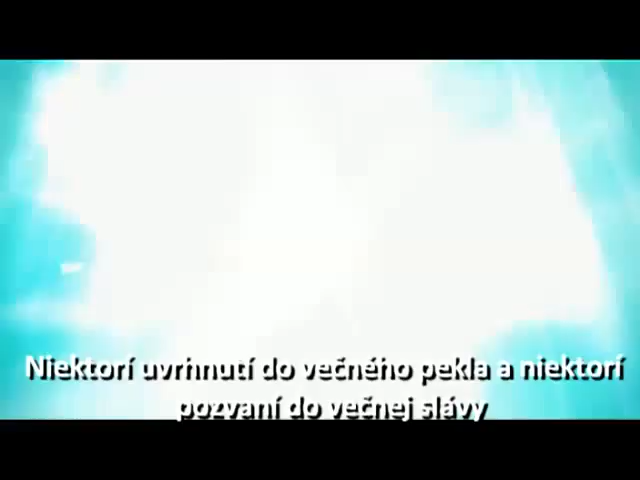 Niektorí uvrhnutí do večného pekla a niektorí
pozvaní do večnej slávy